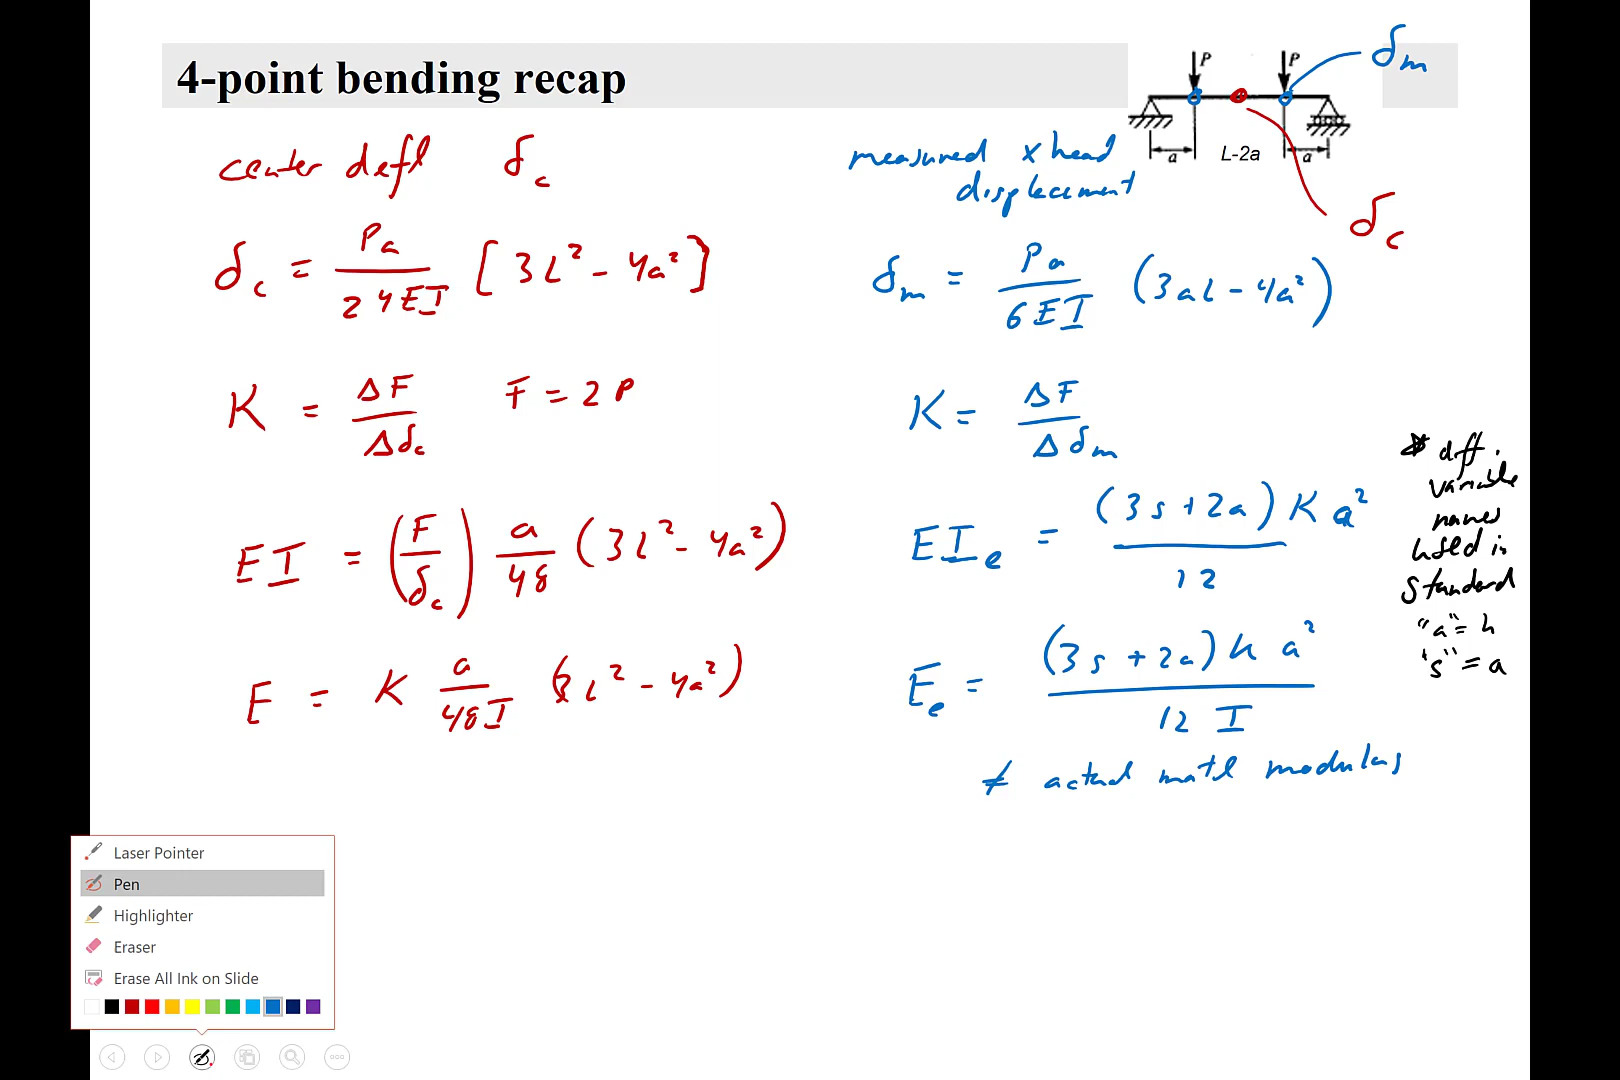 4-point bending recap
P P
a L-2a a
δm
δc
center defl δc
δc = Pa / 24EI [3L² - 4a²]
K = ΔF / Δδc F = 2P
EI = (F / δc) a / 48 (3L² - 4a²)
E = K a / 48I (3L² - 4a²)
measured x head
displacement
δm = Pa / 6EI (3aL - 4a²)
K = ΔF / Δδm
EIe = (3s + 2a) K a² / 12
Ee = (3s + 2a) K a² / 12 I
≠ actual matl modulus
* diff.
variable
names
used in
standard
"a" = h
"s" = a
Laser Pointer
Pen
Highlighter
Eraser
Erase All Ink on Slide